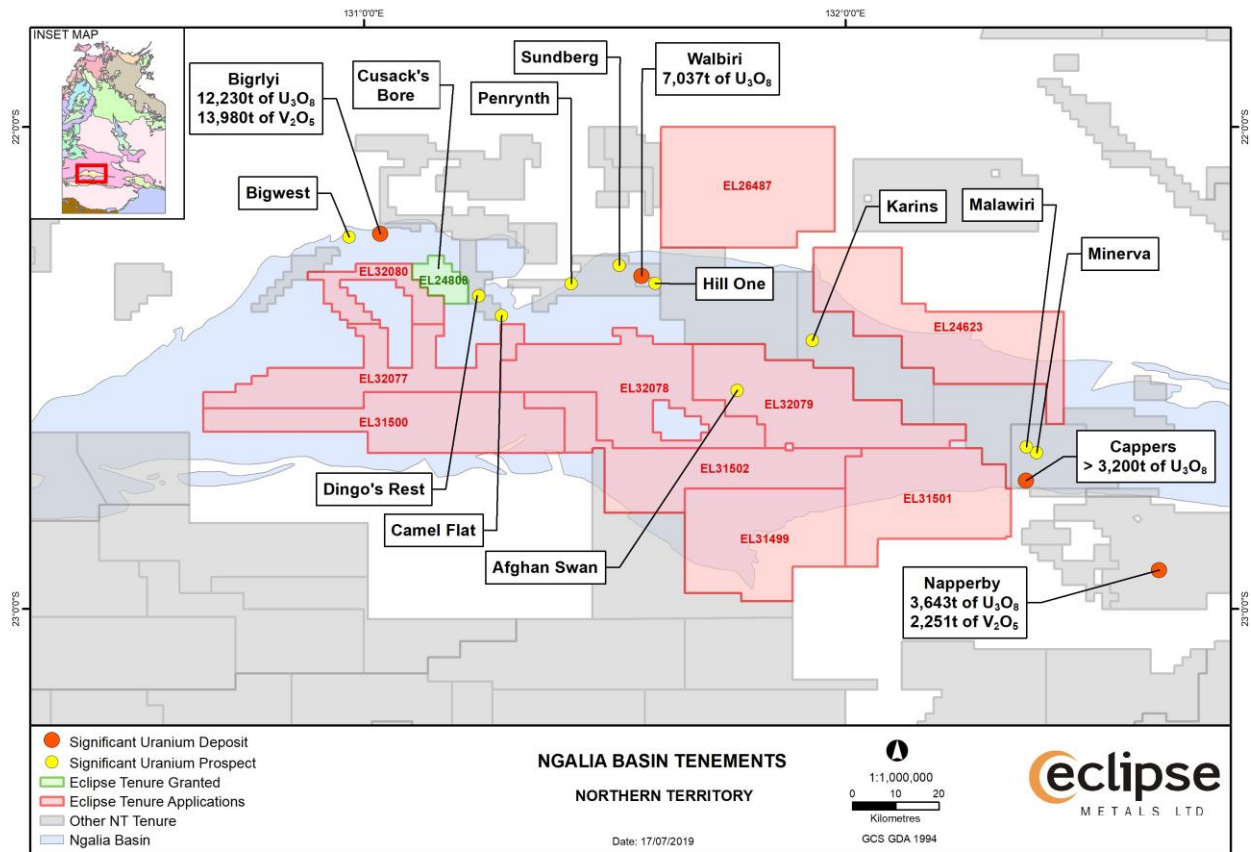 131°0'0"E
132°0'0"E
INSET MAP
Bigrlyi
12,230t of U₃O₈
13,980t of V₂O₅
Cusack's
Bore
Sundberg
Penrynth
Walbiri
7,037t of U₃O₈
22°0'0"S
22°0'0"S
EL26487
Bigwest
Karins
Malawiri
Minerva
EL32080
EL24808
Hill One
EL24623
EL32077
EL32078
EL32079
EL31500
Cappers
> 3,200t of U₃O₈
EL31502
Dingo's Rest
EL31501
Camel Flat
EL31499
Afghan Swan
Napperby
3,643t of U₃O₈
2,251t of V₂O₅
23°0'0"S
23°0'0"S
Significant Uranium Deposit
Significant Uranium Prospect
Eclipse Tenure Granted
Eclipse Tenure Applications
Other NT Tenure
Ngalia Basin
NGALIA BASIN TENEMENTS
NORTHERN TERRITORY
Date: 17/07/2019
1:1,000,000
0 10 20
Kilometres
GCS GDA 1994
eclipse
METALS LTD